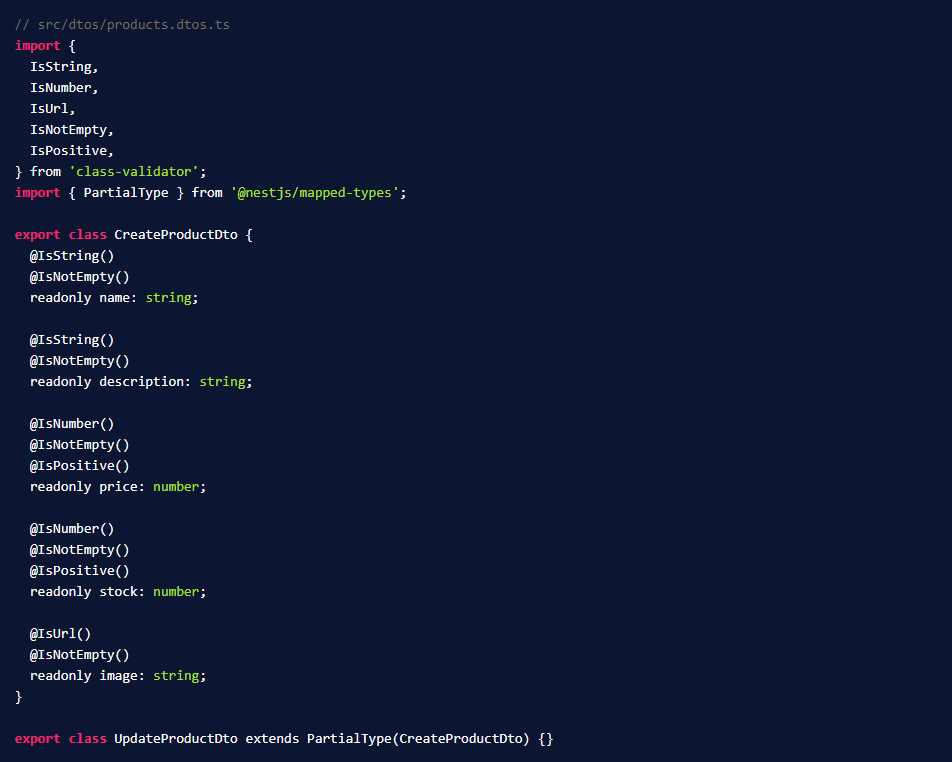 // src/dtos/products.dtos.ts
import {
  IsString,
  IsNumber,
  IsUrl,
  IsNotEmpty,
  IsPositive,
} from 'class-validator';
import { PartialType } from '@nestjs/mapped-types';

export class CreateProductDto {
  @IsString()
  @IsNotEmpty()
  readonly name: string;

  @IsString()
  @IsNotEmpty()
  readonly description: string;

  @IsNumber()
  @IsNotEmpty()
  @IsPositive()
  readonly price: number;

  @IsNumber()
  @IsNotEmpty()
  @IsPositive()
  readonly stock: number;

  @IsUrl()
  @IsNotEmpty()
  readonly image: string;
}

export class UpdateProductDto extends PartialType(CreateProductDto) {}